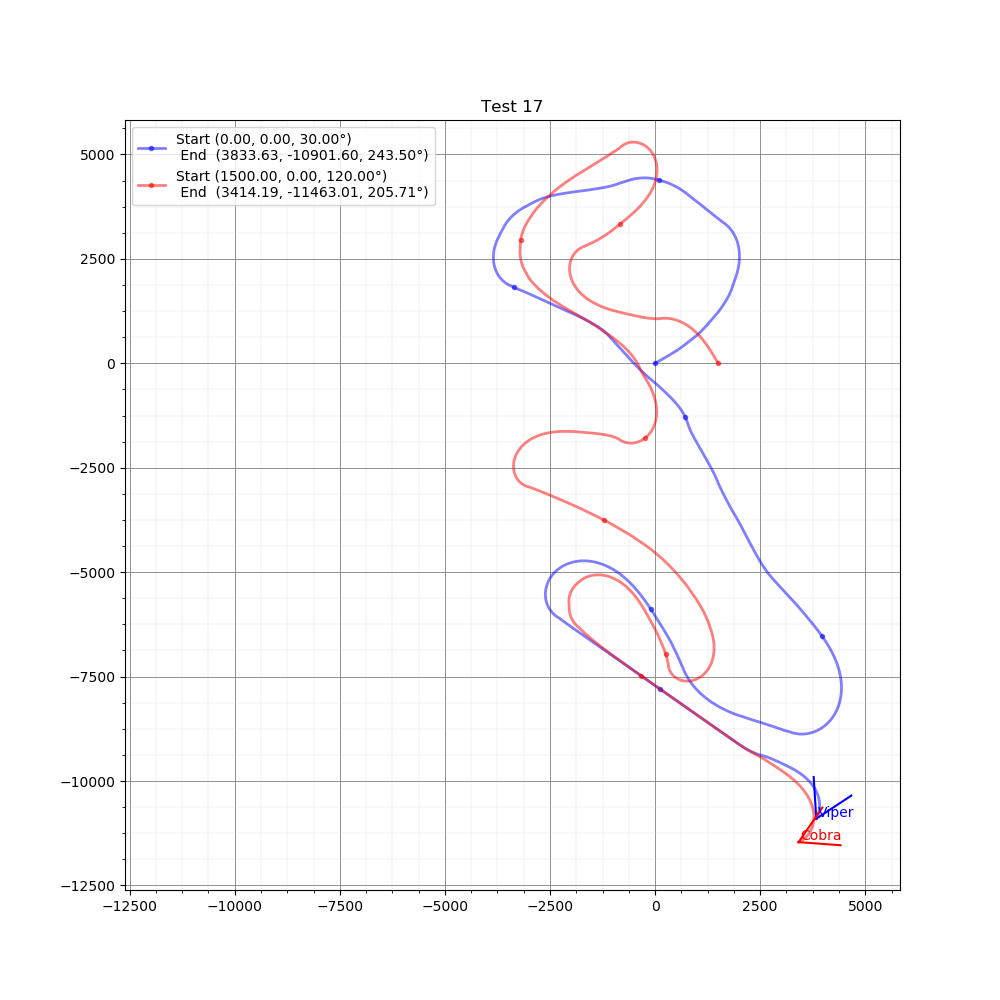 Test 17
Start (0.00, 0.00, 30.00°)
End (3833.63, -10901.60, 243.50°)
Start (1500.00, 0.00, 120.00°)
End (3414.19, -11463.01, 205.71°)
5000
2500
0
−2500
−5000
−7500
−10000
−12500
Viper
Cobra
−12500 −10000 −7500 −5000 −2500 0 2500 5000